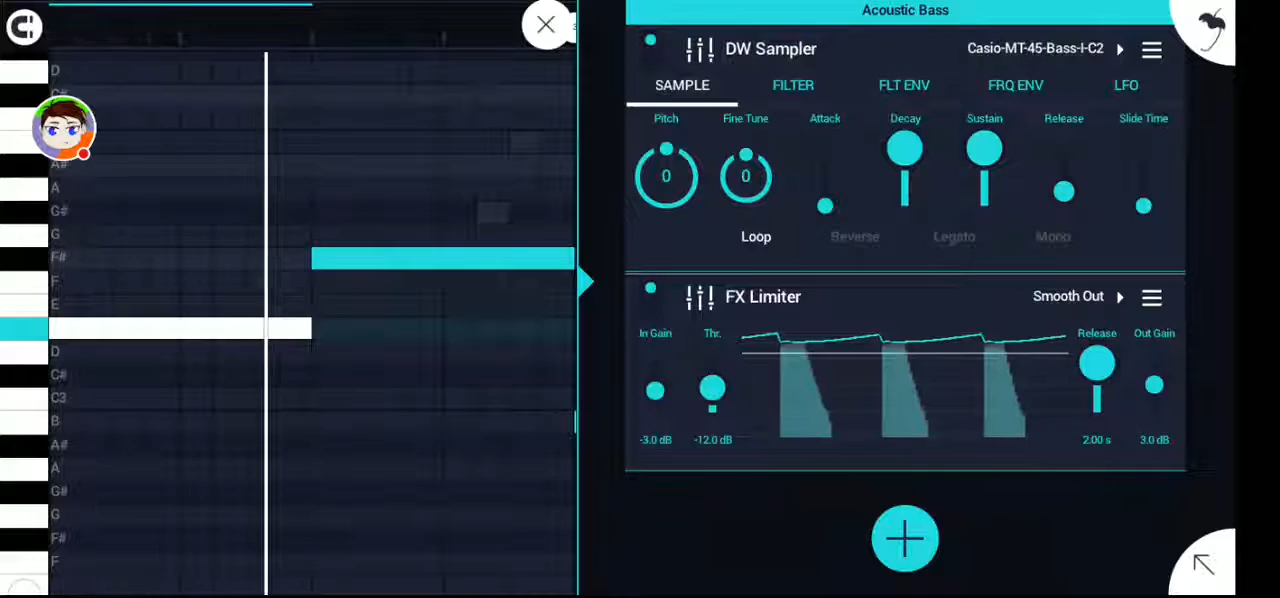 Acoustic Bass
DW Sampler
Casio-MT-45-Bass-I-C2
SAMPLE
FILTER
FLT ENV
FRQ ENV
LFO
Pitch
Fine Tune
Attack
Decay
Sustain
Release
Slide Time
0
0
Loop
Reverse
Legato
Mono
FX Limiter
Smooth Out
In Gain
Thr.
Release
Out Gain
-3.0 dB
-12.0 dB
2.00 s
3.0 dB
D
C#
A#
A
G#
G
F#
F
E
D
C#
C3
B
A#
A
G#
G
F#
F